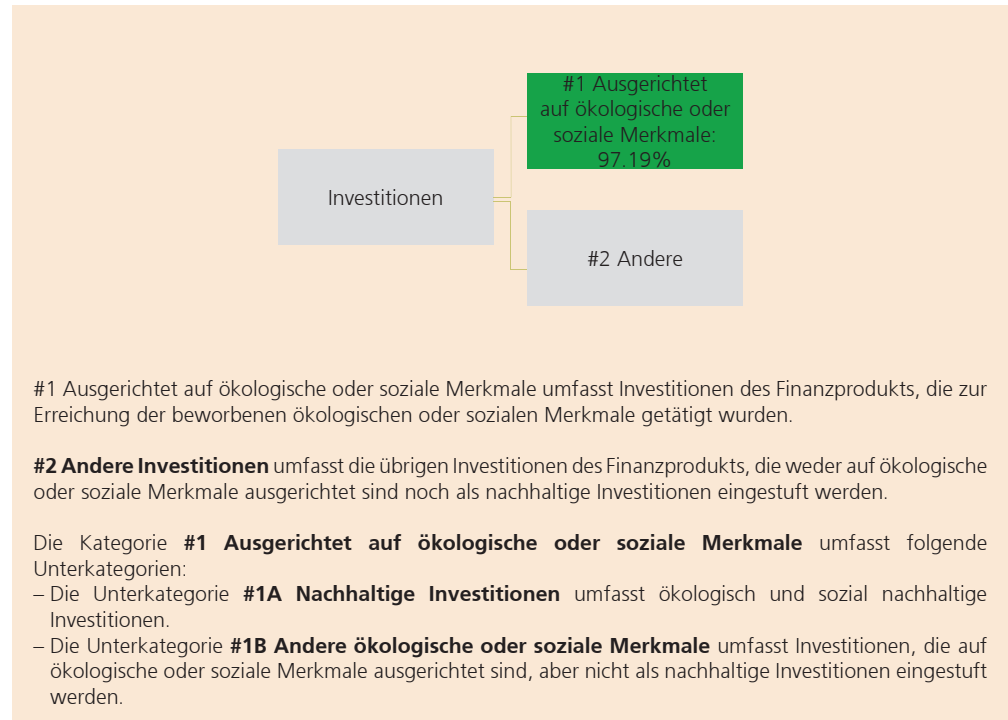 #1 Ausgerichtet
auf ökologische oder
soziale Merkmale:
97.19%
Investitionen
#2 Andere
#1 Ausgerichtet auf ökologische oder soziale Merkmale umfasst Investitionen des Finanzprodukts, die zur
Erreichung der beworbenen ökologischen oder sozialen Merkmale getätigt wurden.
#2 Andere Investitionen umfasst die übrigen Investitionen des Finanzprodukts, die weder auf ökologische
oder soziale Merkmale ausgerichtet sind noch als nachhaltige Investitionen eingestuft werden.
Die Kategorie #1 Ausgerichtet auf ökologische oder soziale Merkmale umfasst folgende
Unterkategorien:
– Die Unterkategorie #1A Nachhaltige Investitionen umfasst ökologisch und sozial nachhaltige
Investitionen.
– Die Unterkategorie #1B Andere ökologische oder soziale Merkmale umfasst Investitionen, die auf
ökologische oder soziale Merkmale ausgerichtet sind, aber nicht als nachhaltige Investitionen eingestuft
werden.